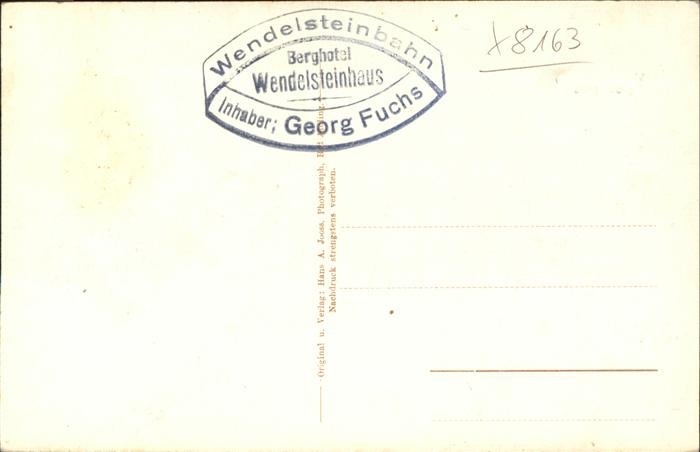 Wendelsteinbahn
Berghotel
Wendelsteinhaus
Inhaber; Georg Fuchs
x8163
Original u. Verlag: Hans A. Jooss, Photograph,
Nachdruck strengstens verboten.